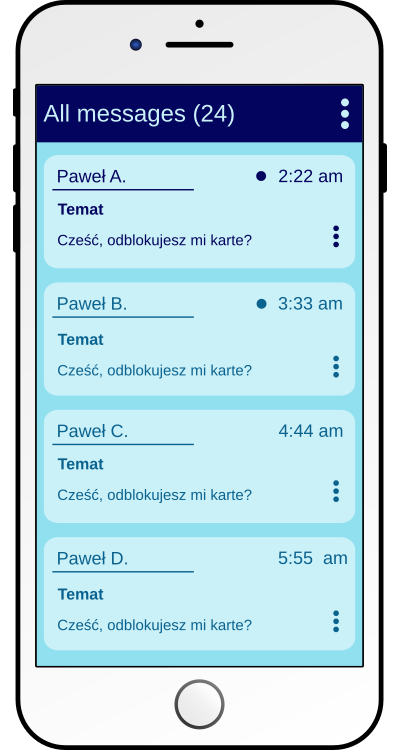 All messages (24)
Paweł A. 2:22 am
Temat
Cześć, odblokujesz mi karte?
Paweł B. 3:33 am
Temat
Cześć, odblokujesz mi karte?
Paweł C. 4:44 am
Temat
Cześć, odblokujesz mi karte?
Paweł D. 5:55 am
Temat
Cześć, odblokujesz mi karte?